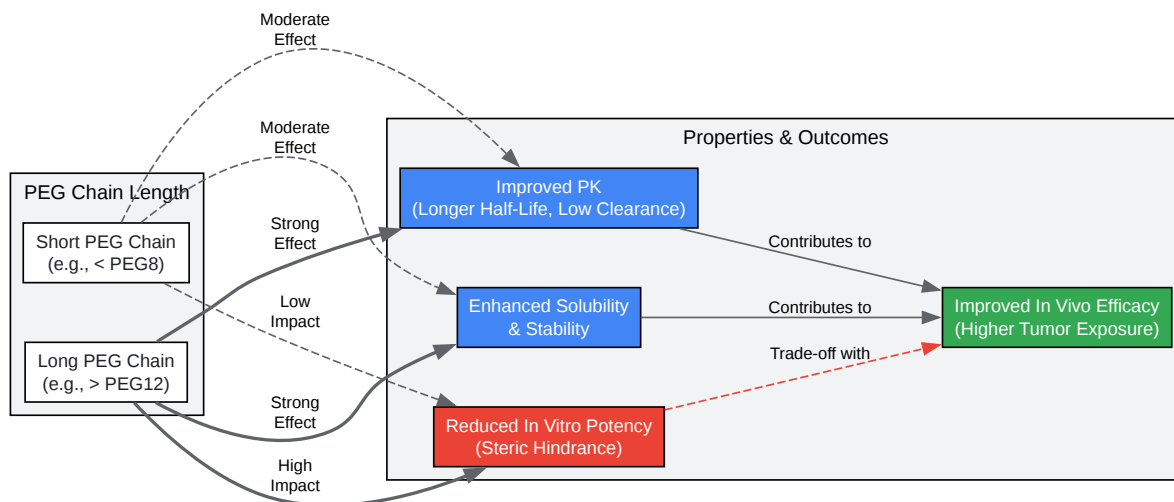 Moderate
Effect
Moderate
Effect
Properties & Outcomes
PEG Chain Length
Improved PK
(Longer Half-Life, Low Clearance)
Short PEG Chain
(e.g., < PEG8)
Strong
Effect
Contributes to
Low
Impact
Enhanced Solubility
& Stability
Contributes to
Improved In Vivo Efficacy
(Higher Tumor Exposure)
Long PEG Chain
(e.g., > PEG12)
Trade-off with
Strong
Effect
Reduced In Vitro Potency
(Steric Hindrance)
High
Impact